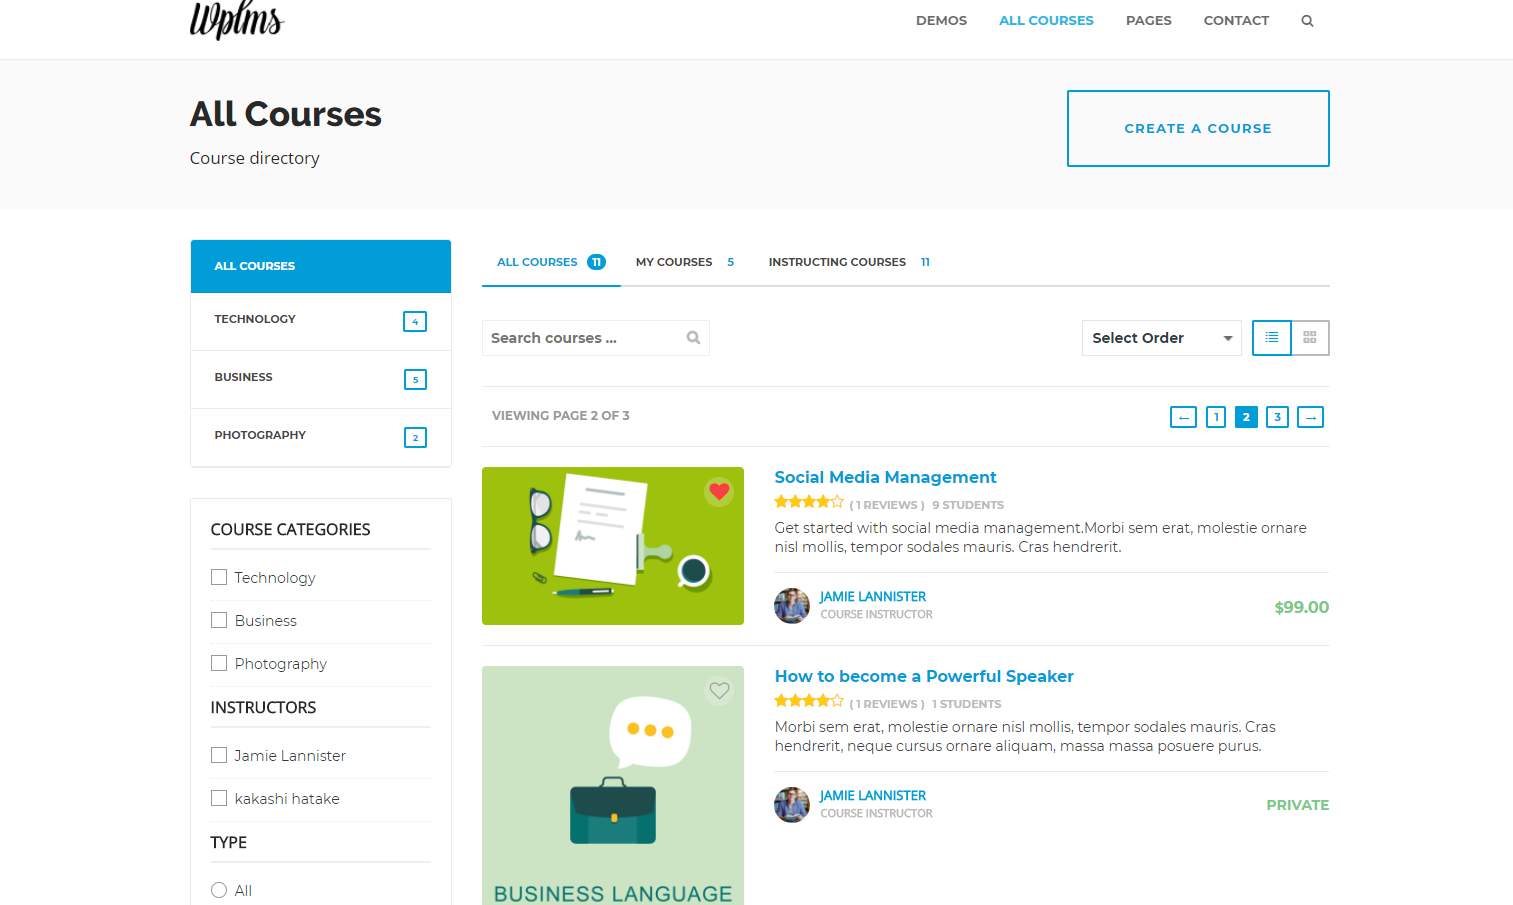 Wplms
DEMOS ALL COURSES PAGES CONTACT
All Courses
Course directory
CREATE A COURSE
ALL COURSES
TECHNOLOGY 4
BUSINESS 5
PHOTOGRAPHY 2
COURSE CATEGORIES
Technology
Business
Photography
INSTRUCTORS
Jamie Lannister
kakashi hatake
TYPE
All
ALL COURSES 11 MY COURSES 5 INSTRUCTING COURSES 11
Search courses ...
Select Order
VIEWING PAGE 2 OF 3
← 1 2 3 →
Social Media Management
( 1 REVIEWS ) 9 STUDENTS
Get started with social media management.Morbi sem erat, molestie ornare
nisl mollis, tempor sodales mauris. Cras hendrerit.
JAMIE LANNISTER
COURSE INSTRUCTOR
$99.00
BUSINESS LANGUAGE
How to become a Powerful Speaker
( 1 REVIEWS ) 1 STUDENTS
Morbi sem erat, molestie ornare nisl mollis, tempor sodales mauris. Cras
hendrerit, neque cursus ornare aliquam, massa massa posuere purus.
JAMIE LANNISTER
COURSE INSTRUCTOR
PRIVATE